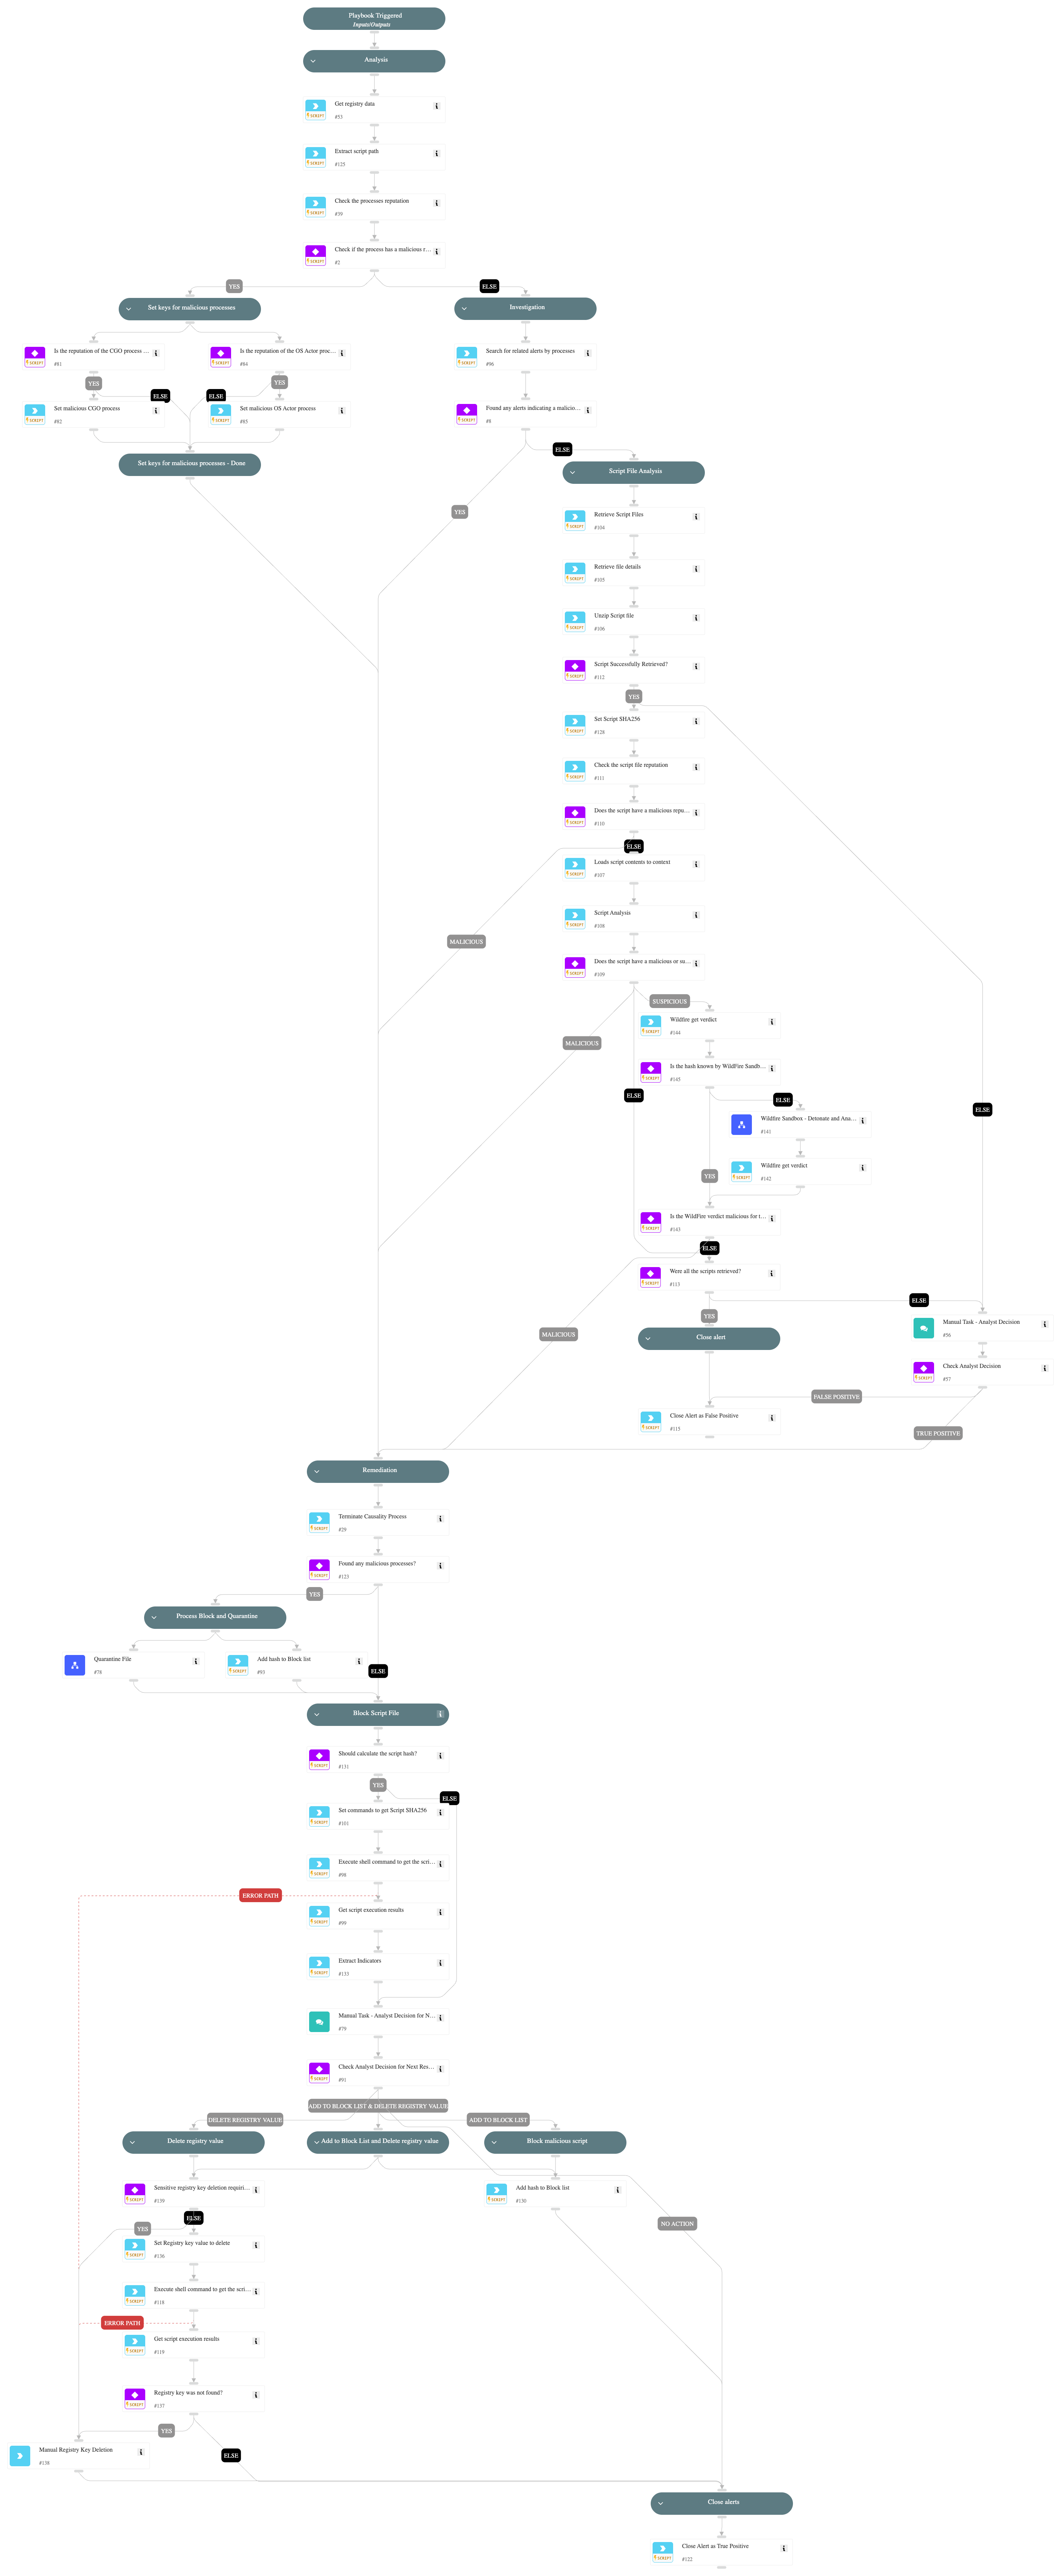 Playbook Triggered
Inputs/Outputs
Analysis
Get registry data
#53
Extract script path
#125
Check the processes reputation
#39
Check if the process has a malicious r…
#2
YES
ELSE
Set keys for malicious processes
Investigation
Is the reputation of the CGO process …
#81
Is the reputation of the OS Actor proc…
#84
Search for related alerts by processes
#96
YES
ELSE
ELSE
YES
Set malicious CGO process
#82
Set malicious OS Actor process
#85
Found any alerts indicating a malicio…
#8
ELSE
Set keys for malicious processes - Done
Script File Analysis
YES
Retrieve Script Files
#104
Retrieve file details
#105
Unzip Script file
#106
Script Successfully Retrieved?
#112
YES
Set Script SHA256
#128
Check the script file reputation
#111
Does the script have a malicious repu…
#110
ELSE
Loads script contents to context
#107
Script Analysis
#108
MALICIOUS
Does the script have a malicious or su…
#109
SUSPICIOUS
Wildfire get verdict
#144
MALICIOUS
Is the hash known by WildFire Sandb…
#145
ELSE
ELSE
ELSE
Wildfire Sandbox - Detonate and Ana…
#141
Wildfire get verdict
#142
YES
Is the WildFire verdict malicious for t…
#143
ELSE
Were all the scripts retrieved?
#113
ELSE
YES
Manual Task - Analyst Decision
#56
MALICIOUS
Close alert
Check Analyst Decision
#57
FALSE POSITIVE
Close Alert as False Positive
#115
TRUE POSITIVE
Remediation
Terminate Causality Process
#29
Found any malicious processes?
#123
YES
Process Block and Quarantine
Quarantine File
#78
Add hash to Block list
#93
ELSE
Block Script File
Should calculate the script hash?
#131
YES
ELSE
Set commands to get Script SHA256
#101
Execute shell command to get the scri…
#98
ERROR PATH
Get script execution results
#99
Extract Indicators
#133
Manual Task - Analyst Decision for N…
#79
Check Analyst Decision for Next Res…
#91
ADD TO BLOCK LIST & DELETE REGISTRY VALUE
DELETE REGISTRY VALUE
ADD TO BLOCK LIST
Delete registry value
Add to Block List and Delete registry value
Block malicious script
Sensitive registry key deletion requiri…
#139
Add hash to Block list
#130
ELSE
YES
NO ACTION
Set Registry key value to delete
#136
Execute shell command to get the scri…
#118
ERROR PATH
Get script execution results
#119
Registry key was not found?
#137
YES
Manual Registry Key Deletion
#138
ELSE
Close alerts
Close Alert as True Positive
#122